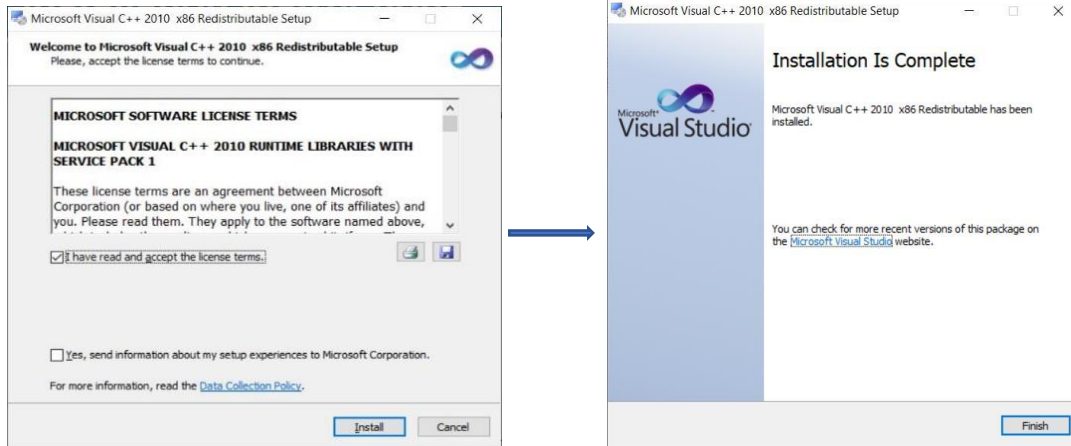 Microsoft Visual C++ 2010  x86 Redistributable Setup
Welcome to Microsoft Visual C++ 2010  x86 Redistributable Setup
Please, accept the license terms to continue.
MICROSOFT SOFTWARE LICENSE TERMS
MICROSOFT VISUAL C++ 2010 RUNTIME LIBRARIES WITH
SERVICE PACK 1
These license terms are an agreement between Microsoft
Corporation (or based on where you live, one of its affiliates) and
you. Please read them. They apply to the software named above,
I have read and accept the license terms.
Yes, send information about my setup experiences to Microsoft Corporation.
For more information, read the Data Collection Policy.
Install
Cancel
Microsoft Visual C++ 2010  x86 Redistributable Setup
Microsoft
Visual Studio
Installation Is Complete
Microsoft Visual C++ 2010  x86 Redistributable has been
installed.
You can check for more recent versions of this package on
the Microsoft Visual Studio website.
Finish